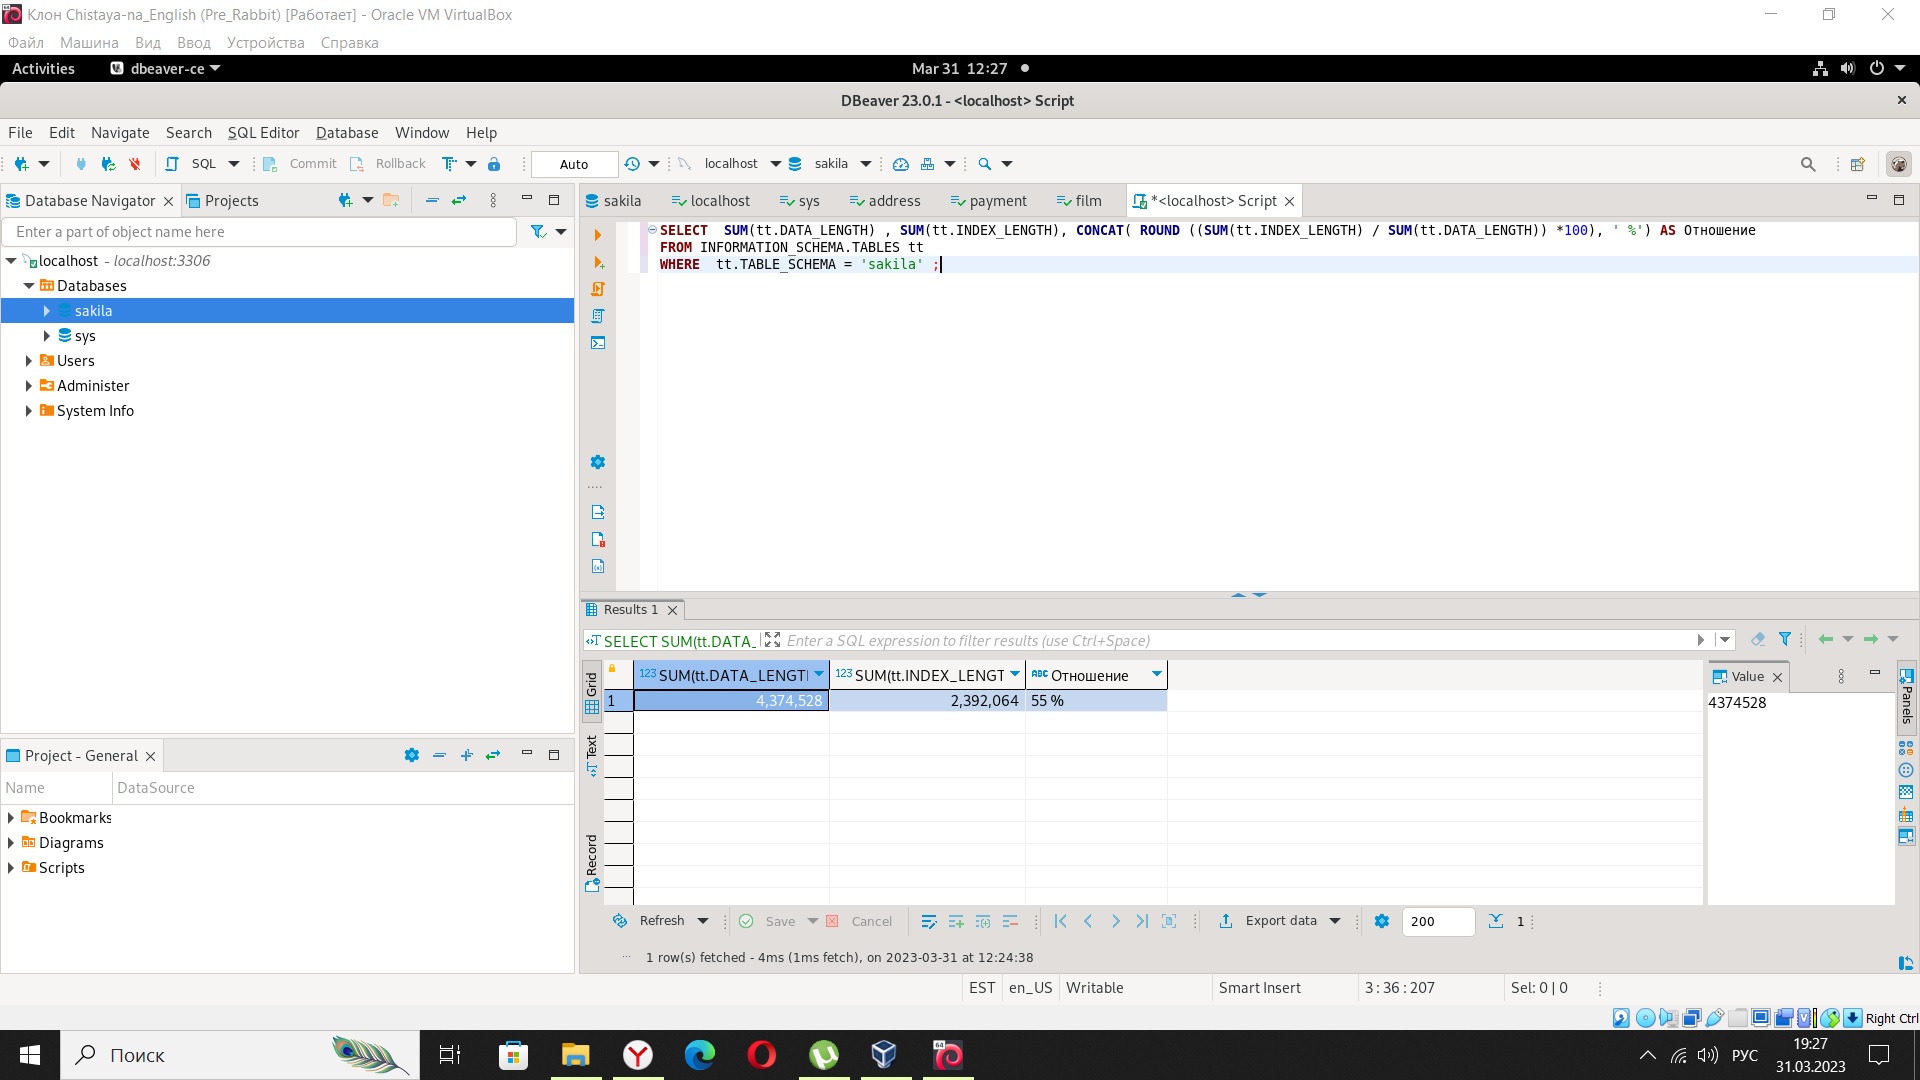 Клон Chistaya-na_English (Pre_Rabbit) [Работает] - Oracle VM VirtualBox
Файл Машина Вид Ввод Устройства Справка
Activities dbeaver-ce Mar 31 12:27
DBeaver 23.0.1 - <localhost> Script
File Edit Navigate Search SQL Editor Database Window Help
SQL Commit Rollback Auto localhost sakila
Database Navigator Projects
Enter a part of object name here
localhost - localhost:3306
Databases
sakila
sys
Users
Administer
System Info
sakila localhost sys address payment film *<localhost> Script
SELECT  SUM(tt.DATA_LENGTH) , SUM(tt.INDEX_LENGTH), CONCAT( ROUND ((SUM(tt.INDEX_LENGTH) / SUM(tt.DATA_LENGTH)) *100), ' %') AS Отношение
FROM INFORMATION_SCHEMA.TABLES tt
WHERE  tt.TABLE_SCHEMA = 'sakila' ;
Project - General
Name DataSource
Bookmarks
Diagrams
Scripts
Results 1
SELECT SUM(tt.DATA_ Enter a SQL expression to filter results (use Ctrl+Space)
Grid
Text
Record
123 SUM(tt.DATA_LENGTH 123 SUM(tt.INDEX_LENGT ABC Отношение
1 4,374,528 2,392,064 55 %
Value
4374528
Panels
Refresh Save Cancel Export data 200 1
1 row(s) fetched - 4ms (1ms fetch), on 2023-03-31 at 12:24:38
EST en_US Writable Smart Insert 3 : 36 : 207 Sel: 0 | 0
Right Ctrl
Поиск
64
РУС
19:27
31.03.2023